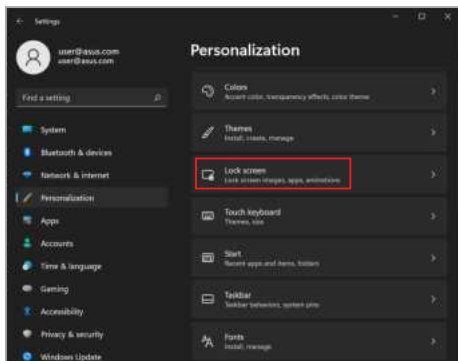 Settings
user@asus.com
user@asus.com
Find a setting
System
Bluetooth & devices
Network & internet
Personalization
Apps
Accounts
Time & language
Gaming
Accessibility
Privacy & security
Windows Update
Personalization
Colors
Accent color, transparency effects, color theme
Themes
Install, create, manage
Lock screen
Lock screen images, apps, animations
Touch keyboard
Themes, size
Start
Recent apps and items, folders
Taskbar
Taskbar behaviors, system pins
Fonts
Install, manage